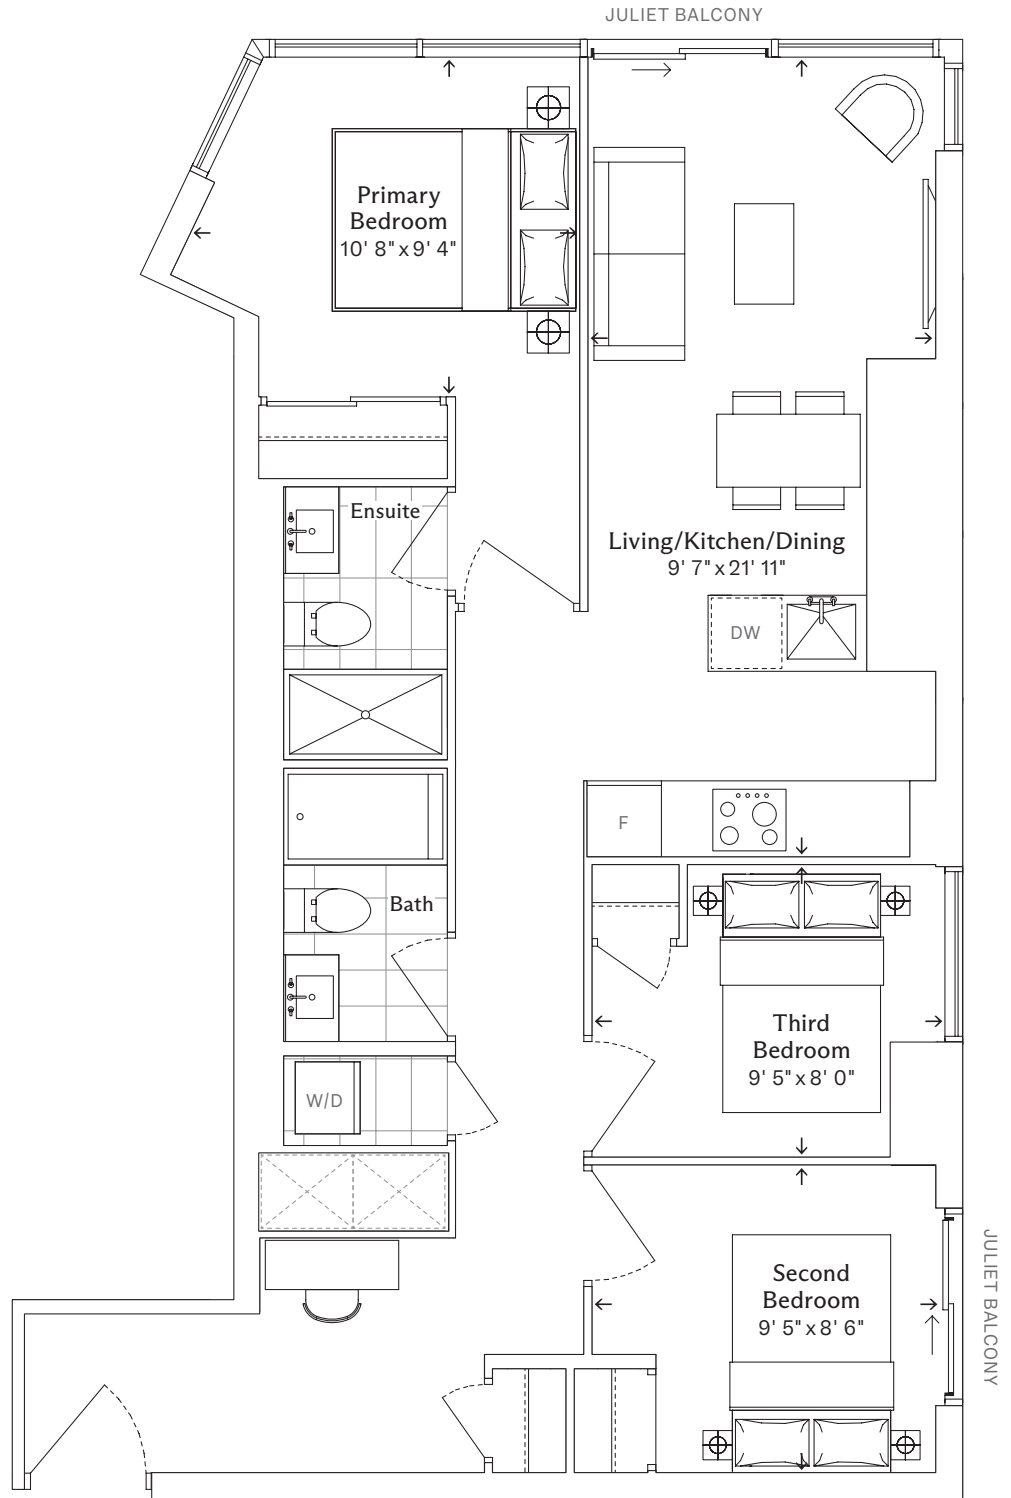 JULIET BALCONY
Primary
Bedroom
10' 8" x 9' 4"
Ensuite
Living/Kitchen/Dining
9' 7" x 21' 11"
DW
F
Bath
Third
Bedroom
9' 5" x 8' 0"
W/D
Second
Bedroom
9' 5" x 8' 6"
JULIET BALCONY